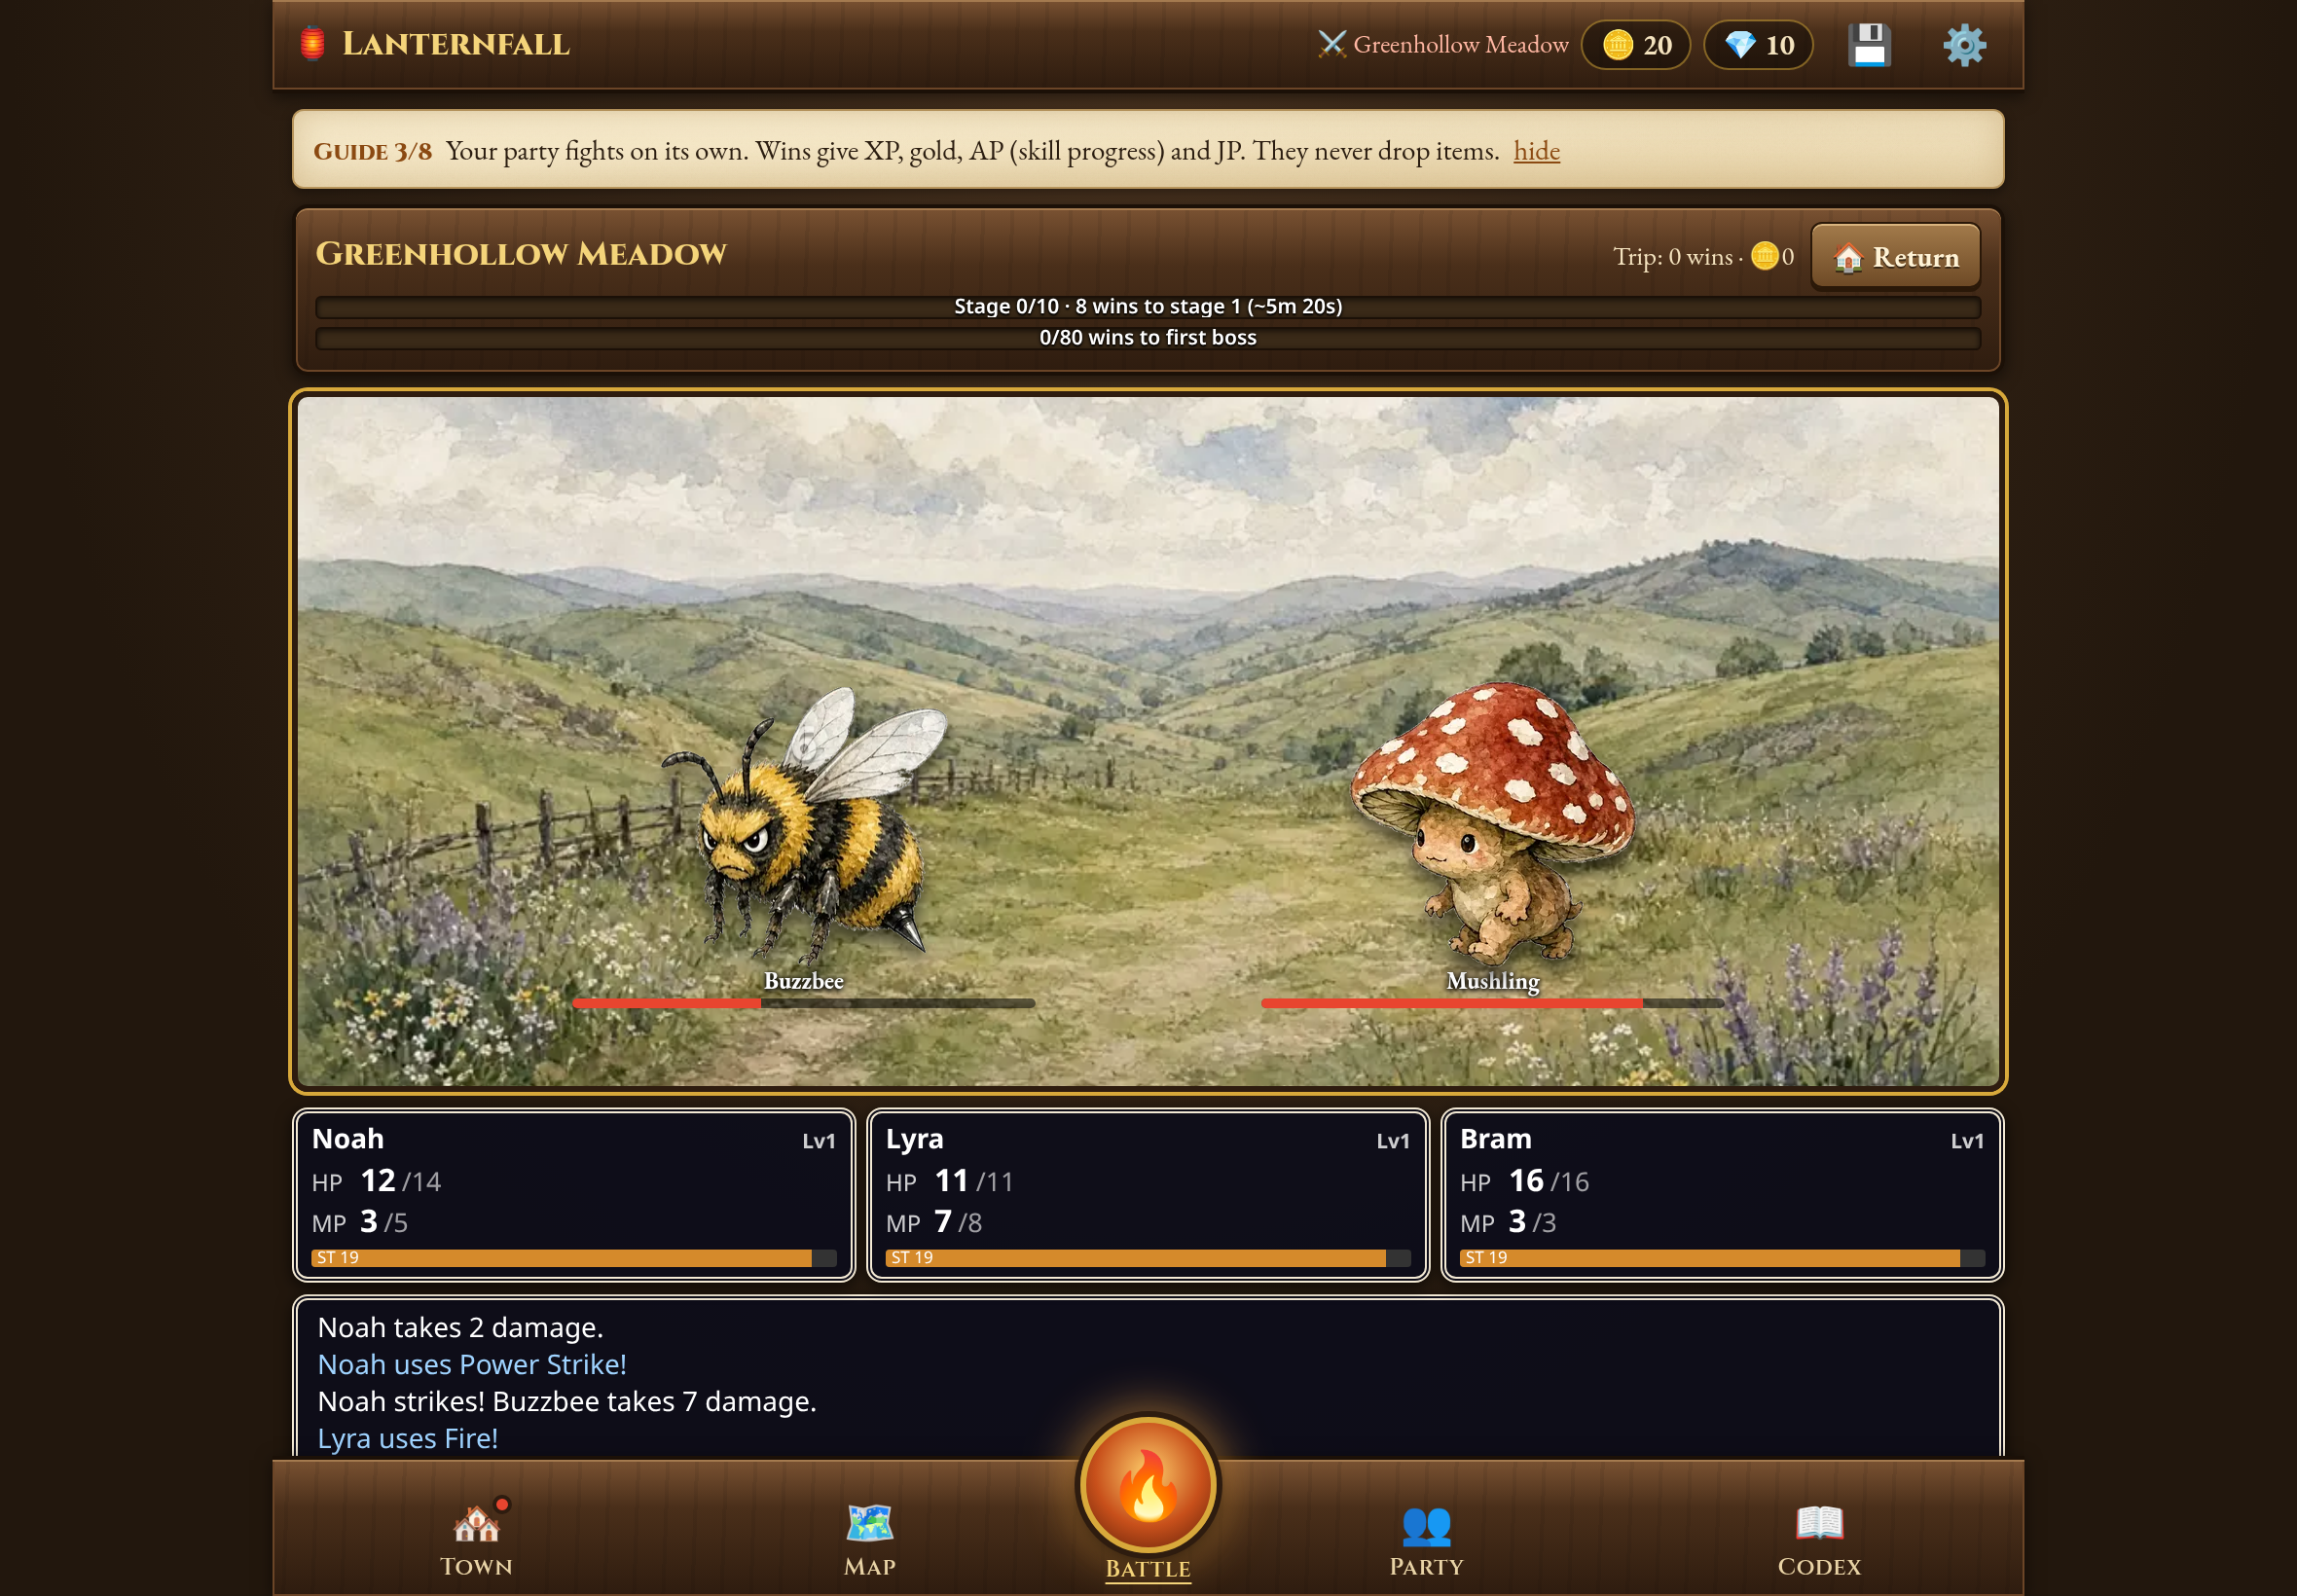 LANTERNFALL
Greenhollow Meadow 20 10
GUIDE 3/8 Your party fights on its own. Wins give XP, gold, AP (skill progress) and JP. They never drop items. hide
GREENHOLLOW MEADOW
Trip: 0 wins · 0 Return
Stage 0/10 · 8 wins to stage 1 (~5m 20s)
0/80 wins to first boss
Buzzbee
Mushling
Noah Lv1
HP 12 /14
MP 3 /5
ST 19
Lyra Lv1
HP 11 /11
MP 7 /8
ST 19
Bram Lv1
HP 16 /16
MP 3 /3
ST 19
Noah takes 2 damage.
Noah uses Power Strike!
Noah strikes! Buzzbee takes 7 damage.
Lyra uses Fire!
TOWN
MAP
BATTLE
PARTY
CODEX